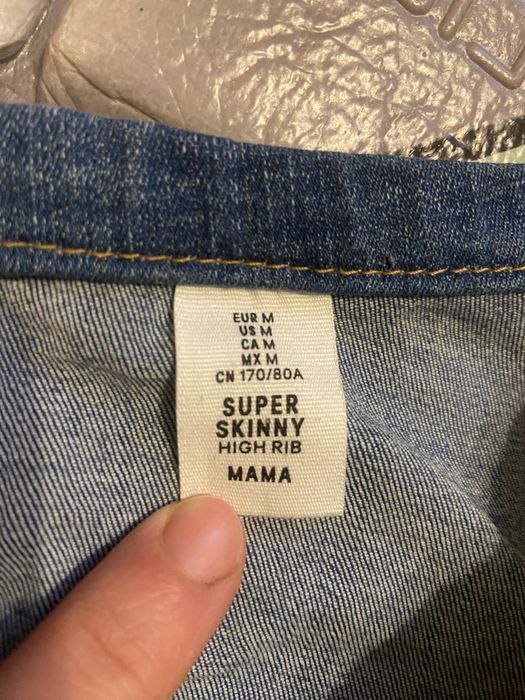 EUR M
US M
CA M
MX M
CN 170/80A
SUPER
SKINNY
HIGH RIB
MAMA